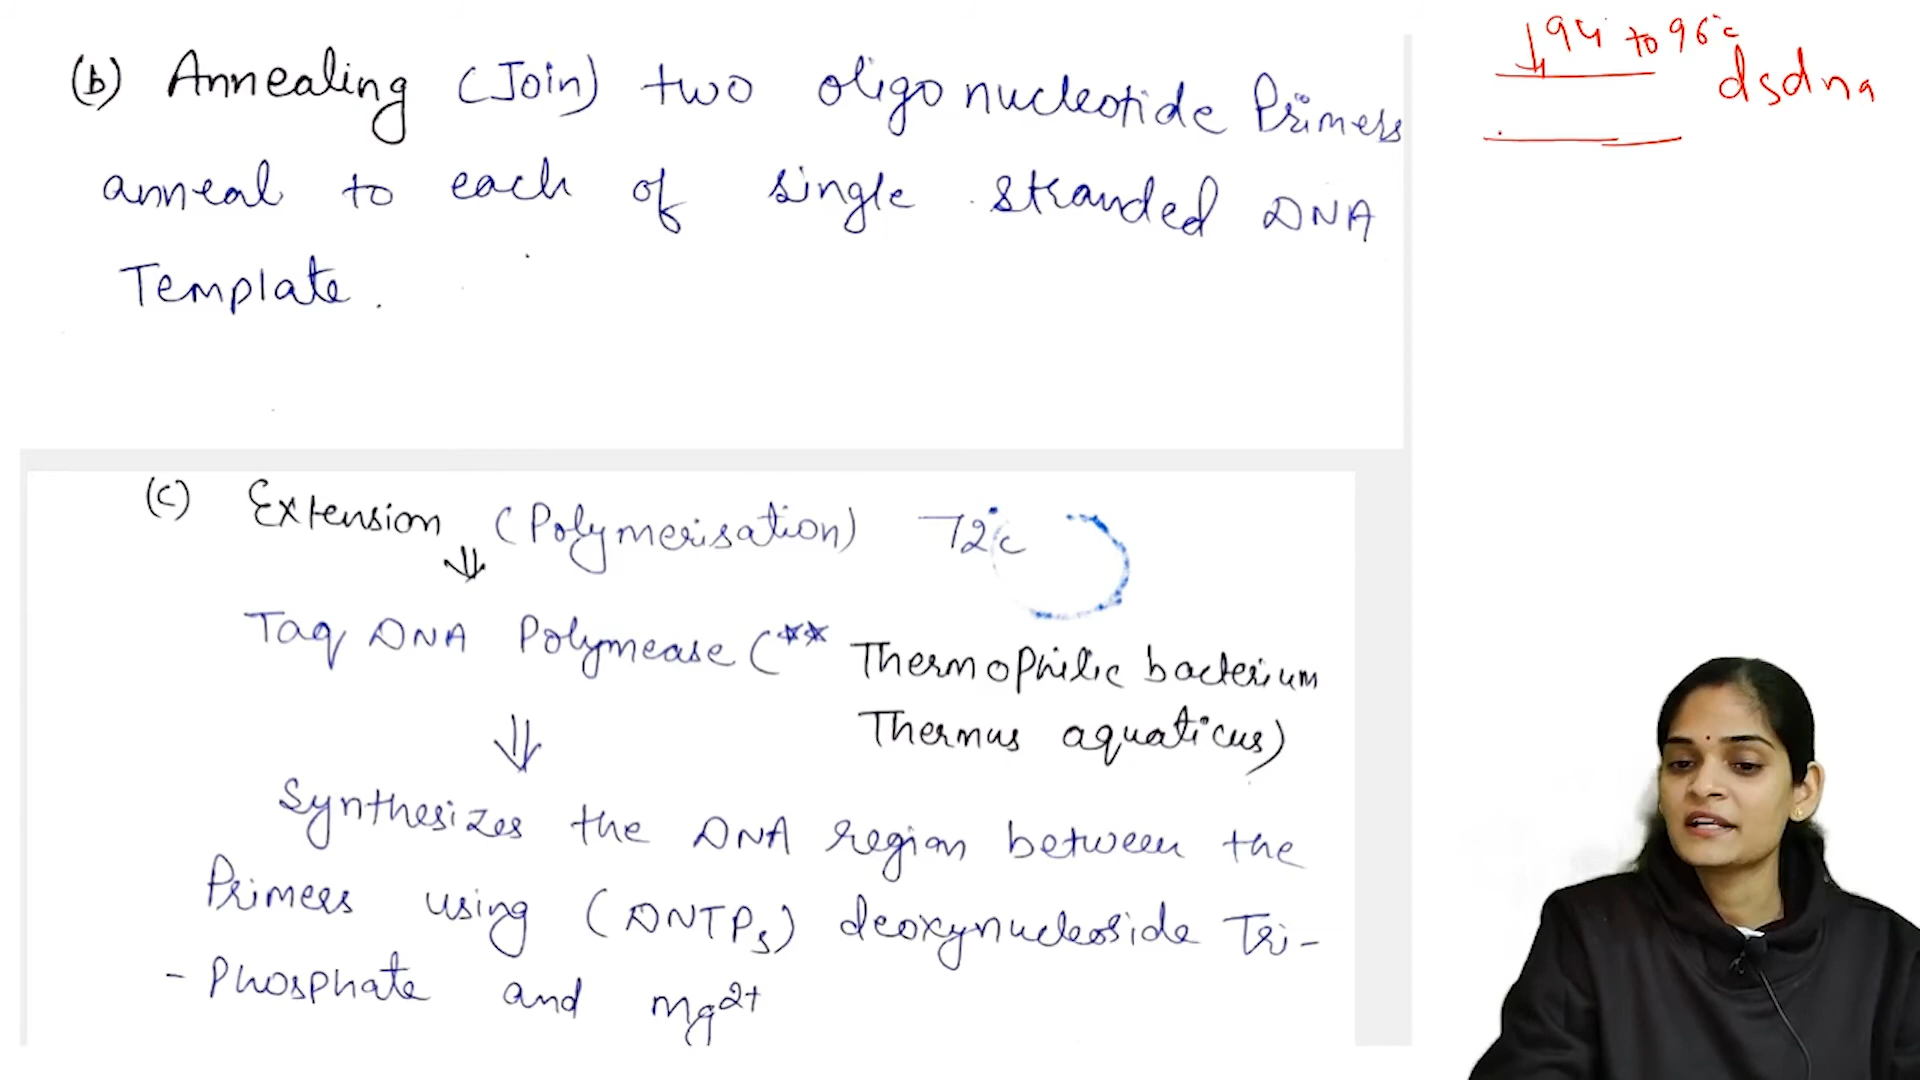 (b) Annealing (Join) two oligo nucleotide Primers
anneal to each of single stranded DNA
Template.
(c) Extension (Polymerisation) 72°c
Taq DNA Polymease (** Thermophilic bacterium
Thermus aquaticus)
Synthesizes the DNA region between the
Primers using (DNTPs) deoxynucleoside Tri-
- Phosphate and mg2+
94 to 96°c
dsdna